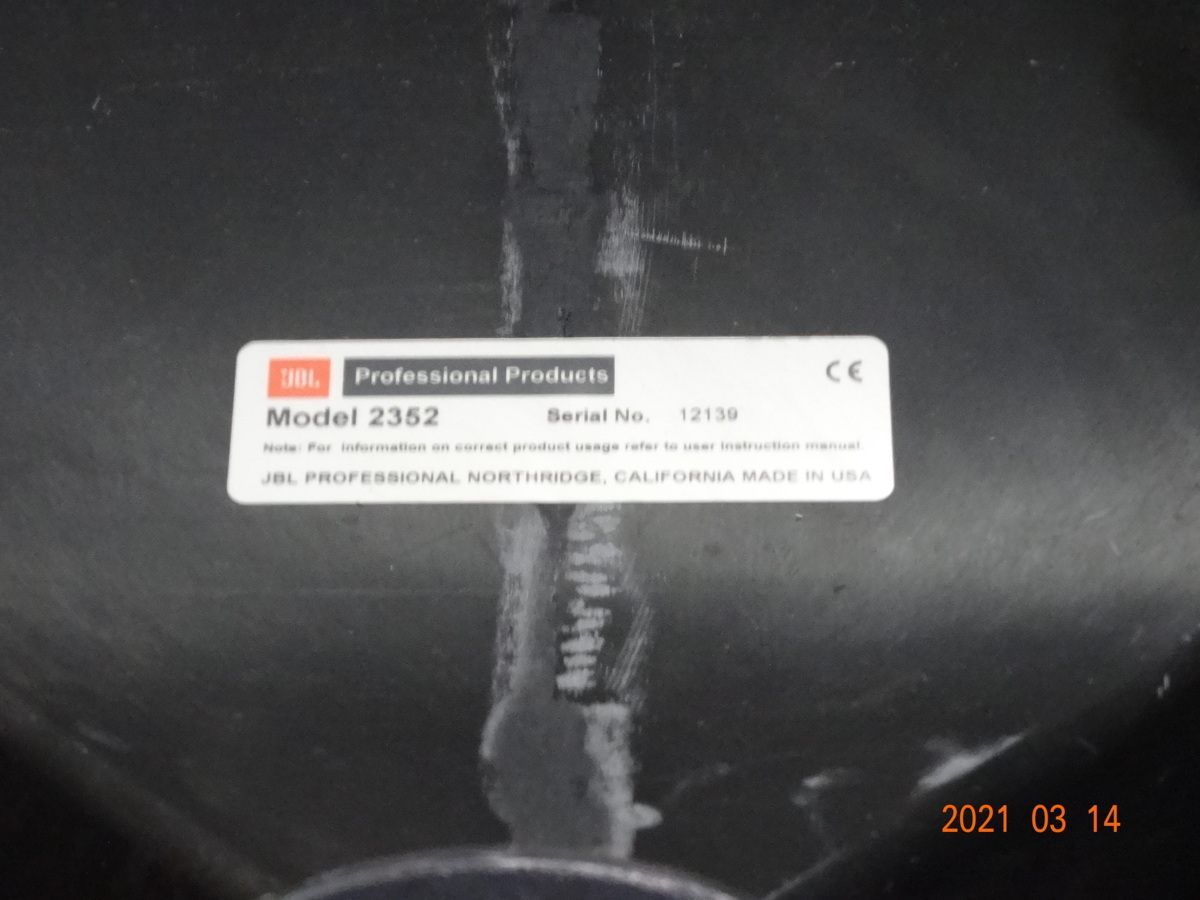 JBL Professional Products CE
Model 2352 Serial No. 12139
Note: For information on correct product usage refer to user instruction manual.
JBL PROFESSIONAL NORTHRIDGE, CALIFORNIA MADE IN USA
2021 03 14